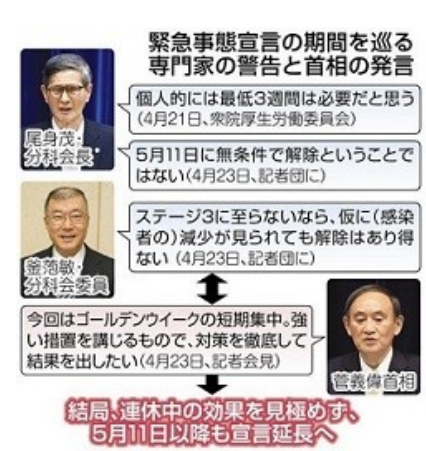 緊急事態宣言の期間を巡る
専門家の警告と首相の発言
個人的には最低3週間は必要だと思う
(4月21日、衆院厚生労働委員会)
尾身茂・
分科会長
5月11日に無条件で解除ということで
はない(4月23日、記者団に)
ステージ3に至らないなら、仮に(感染
者の)減少が見られても解除はあり得
ない(4月23日、記者団に)
釜萢敏・
分科会委員
今回はゴールデンウイークの短期集中。強
い措置を講じるもので、対策を徹底して
結果を出したい(4月23日、記者会見)
菅義偉首相
結局、連休中の効果を見極めず、
5月11日以降も宣言延長へ